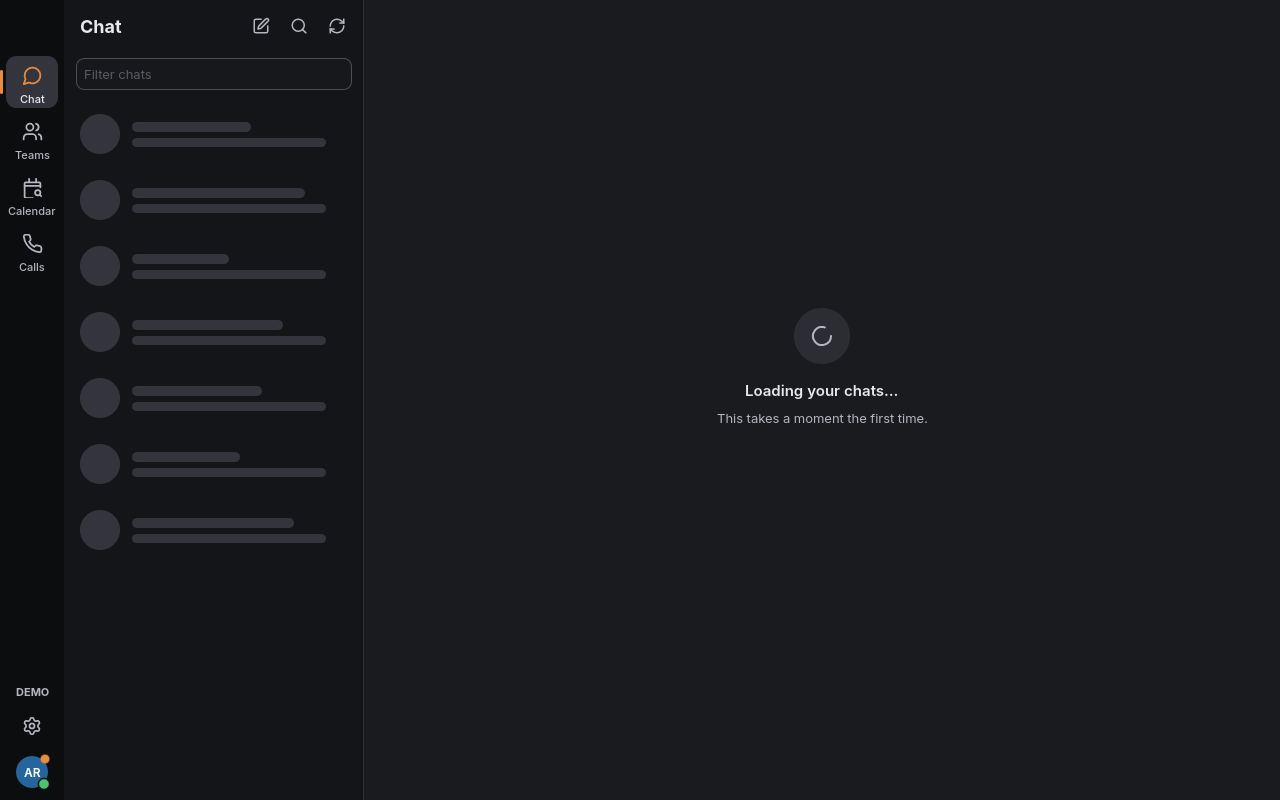 Chat
Filter chats
Chat
Teams
Calendar
Calls
Loading your chats...
This takes a moment the first time.
DEMO
AR